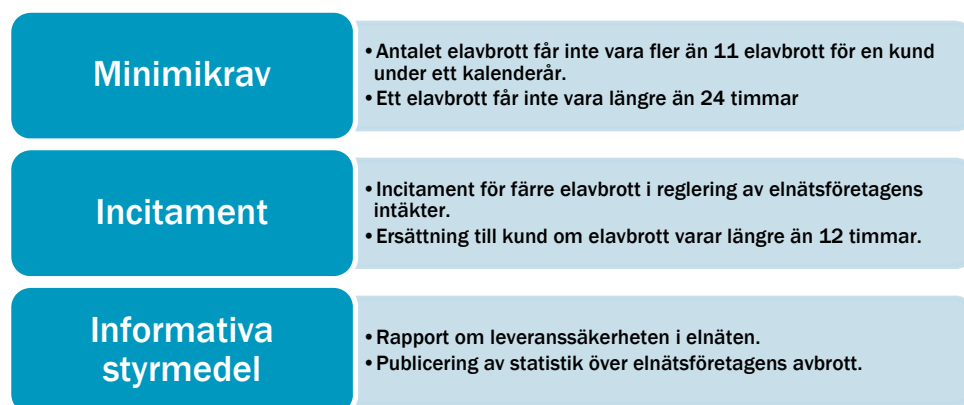 Minimikrav
• Antalet elavbrott får inte vara fler än 11 elavbrott för en kund
under ett kalenderår.
• Ett elavbrott får inte vara längre än 24 timmar
Incitament
• Incitament för färre elavbrott i reglering av elnätsföretagens
intäkter.
• Ersättning till kund om elavbrott varar längre än 12 timmar.
Informativa
styrmedel
• Rapport om leveranssäkerheten i elnäten.
• Publicering av statistik över elnätsföretagens avbrott.